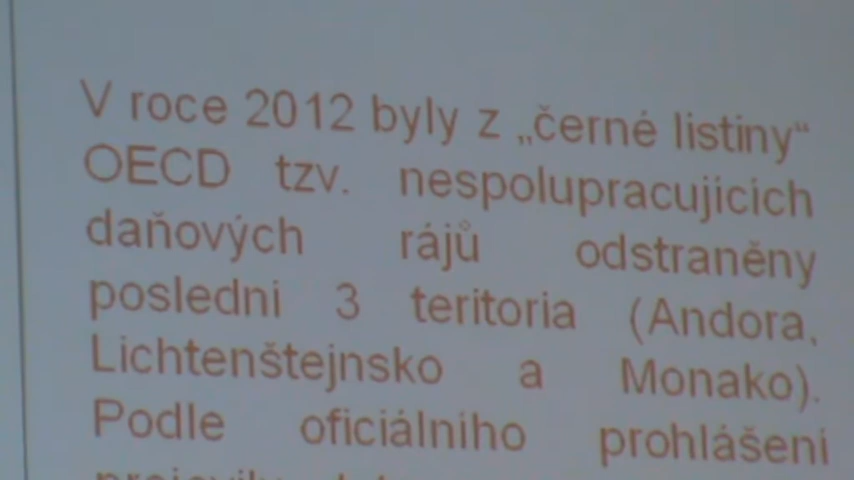 V roce 2012 byly z „černé listiny“
OECD tzv. nespolupracujících
daňových rájů odstraněny
poslední 3 teritoria (Andora,
Lichtenštejnsko a Monako).
Podle oficiálního prohlášení